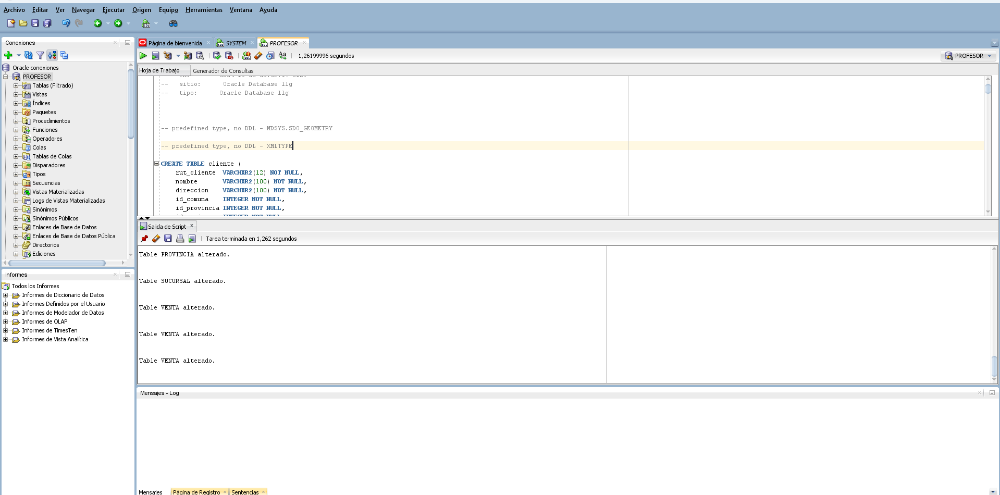 Archivo Editar Ver Navegar Ejecutar Origen Equipo Herramientas Ventana Ayuda
Conexiones
Oracle conexiones
PROFESOR
Tablas (Filtrado)
Vistas
Índices
Paquetes
Procedimientos
Funciones
Operadores
Colas
Tablas de Colas
Disparadores
Tipos
Secuencias
Vistas Materializadas
Logs de Vistas Materializadas
Sinónimos
Sinónimos Públicos
Enlaces de Base de Datos
Enlaces de Base de Datos Pública
Directorios
Ediciones
Informes
Todos los Informes
Informes de Diccionario de Datos
Informes Definidos por el Usuario
Informes de Modelador de Datos
Informes de OLAP
Informes de TimesTen
Informes de Vista Analítica
Página de bienvenida SYSTEM PROFESOR
1,26199996 segundos PROFESOR
Hoja de Trabajo Generador de Consultas
-- sitio: Oracle Database 11g
-- tipo: Oracle Database 11g
-- predefined type, no DDL - MDSYS.SDO_GEOMETRY
-- predefined type, no DDL - XMLTYPE
CREATE TABLE cliente (
rut_cliente VARCHAR2(12) NOT NULL,
nombre VARCHAR2(100) NOT NULL,
direccion VARCHAR2(100) NOT NULL,
id_comuna INTEGER NOT NULL,
id_provincia INTEGER NOT NULL,
Salida de Script
Tarea terminada en 1,262 segundos
Table PROVINCIA alterado.
Table SUCURSAL alterado.
Table VENTA alterado.
Table VENTA alterado.
Table VENTA alterado.
Mensajes - Log
Mensajes Página de Registro Sentencias